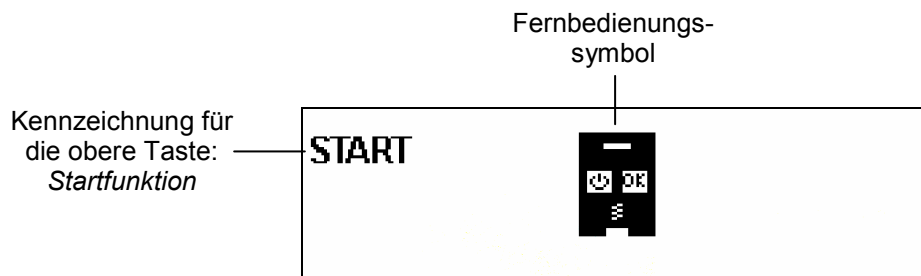 Fernbedienungs-
symbol
Kennzeichnung für
die obere Taste:
Startfunktion
START
OK